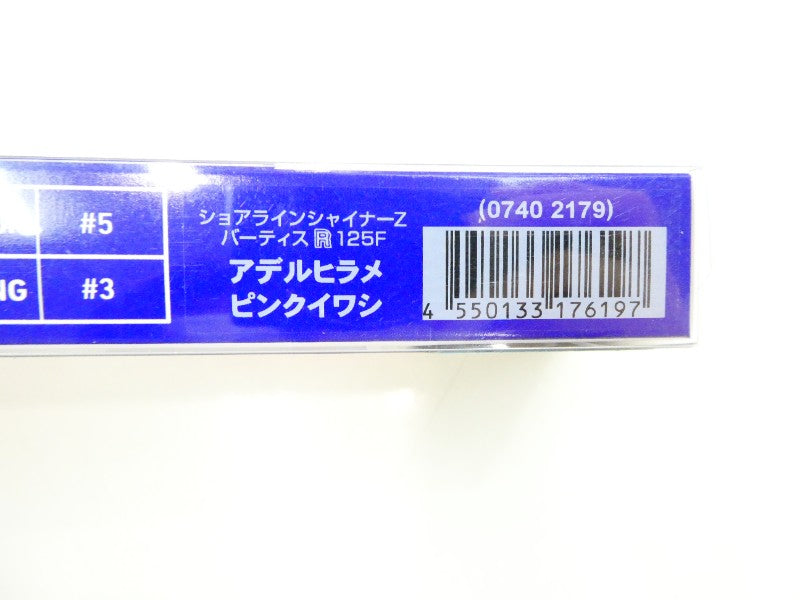 #5
NG #3
ショアラインシャイナーZ
バーティス R 125F
アデルヒラメ
ピンクイワシ
(0740 2179)
4 550133 176197